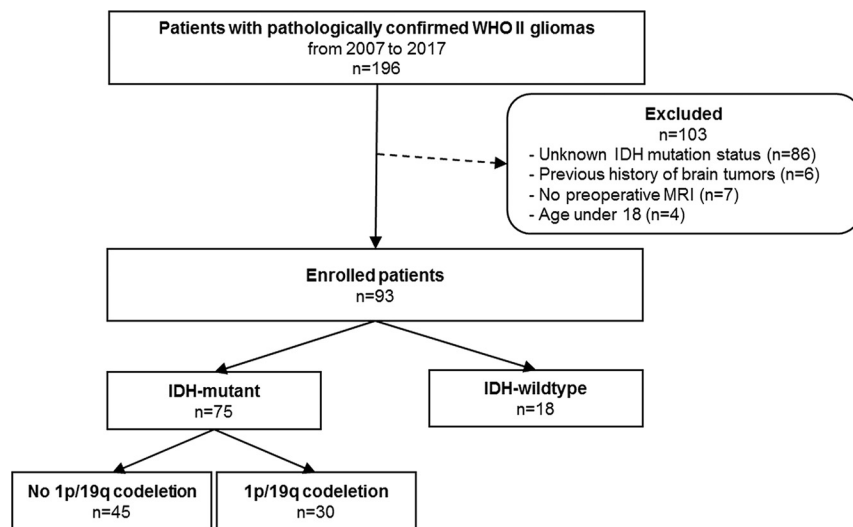 Patients with pathologically confirmed WHO II gliomas
from 2007 to 2017
n=196
Excluded
n=103
- Unknown IDH mutation status (n=86)
- Previous history of brain tumors (n=6)
- No preoperative MRI (n=7)
- Age under 18 (n=4)
Enrolled patients
n=93
IDH-mutant
n=75
IDH-wildtype
n=18
No 1p/19q codeletion
n=45
1p/19q codeletion
n=30